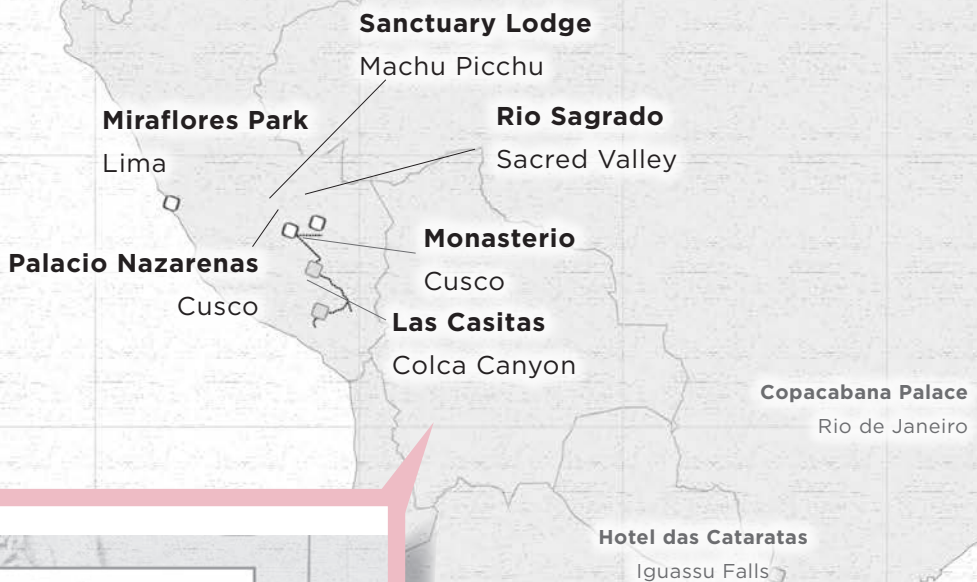 Sanctuary Lodge
Machu Picchu
Miraflores Park
Lima
Rio Sagrado
Sacred Valley
Monasterio
Cusco
Palacio Nazarenas
Cusco
Las Casitas
Colca Canyon
Copacabana Palace
Rio de Janeiro
Hotel das Cataratas
Iguassu Falls